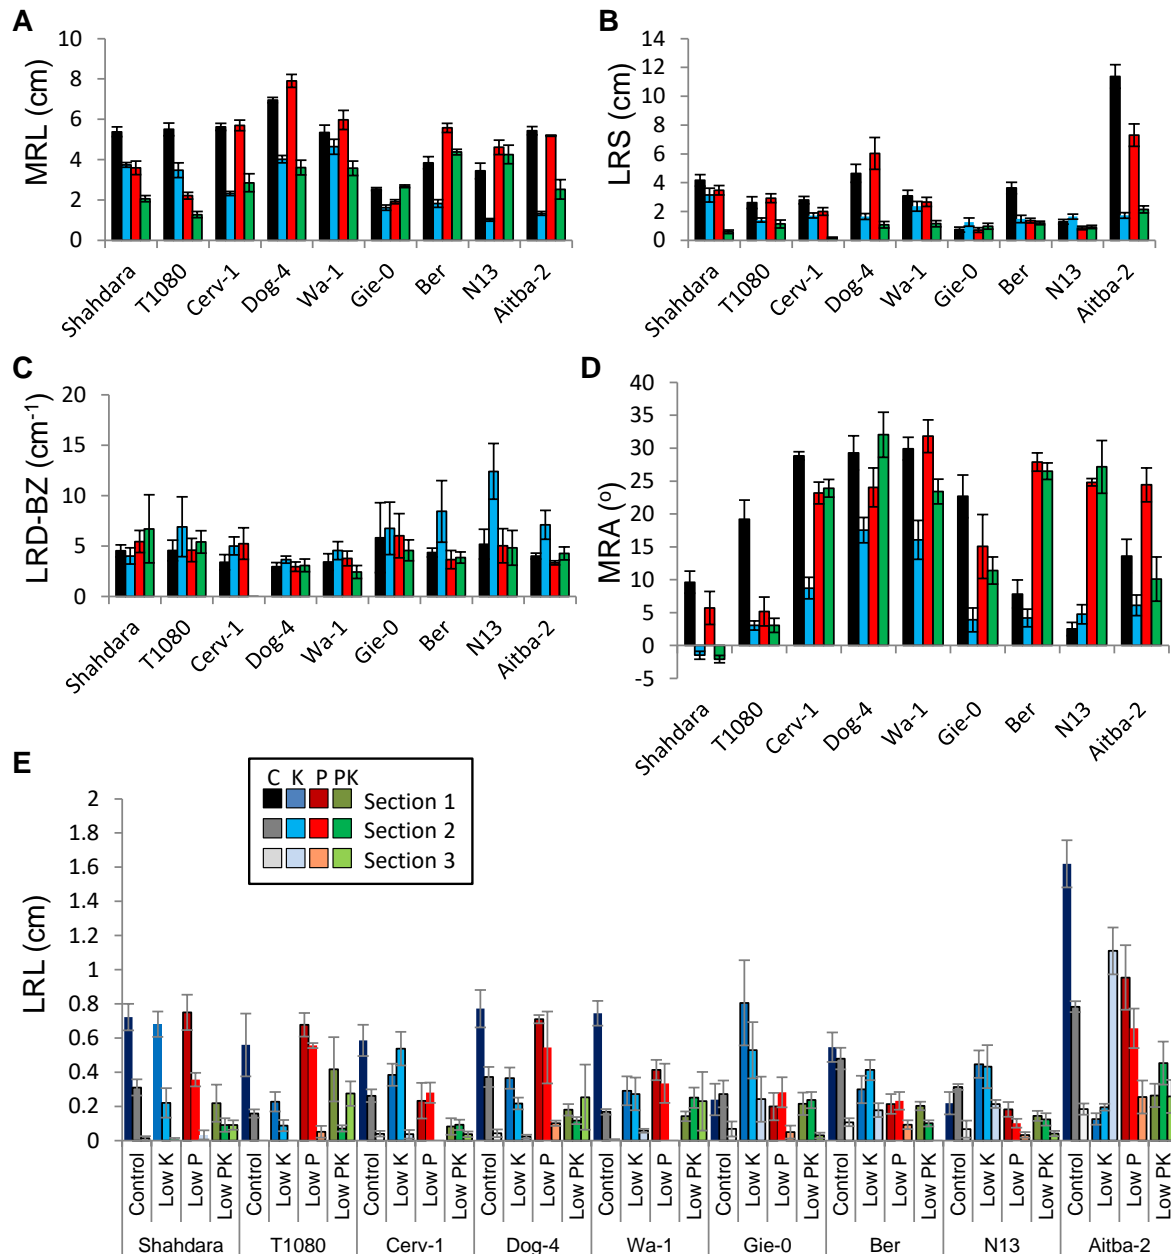 A
MRL (cm)
10
8
6
4
2
0
Shahdara
T1080
Cerv-1
Dog-4
Wa-1
Gie-0
Ber
N13
Aitba-2
B
LRS (cm)
14
12
10
8
6
4
2
0
Shahdara
T1080
Cerv-1
Dog-4
Wa-1
Gie-0
Ber
N13
Aitba-2
C
LRD-BZ (cm⁻¹)
20
15
10
5
0
Shahdara
T1080
Cerv-1
Dog-4
Wa-1
Gie-0
Ber
N13
Aitba-2
D
MRA (º)
40
35
30
25
20
15
10
5
0
-5
Shahdara
T1080
Cerv-1
Dog-4
Wa-1
Gie-0
Ber
N13
Aitba-2
E
C K P PK
Section 1
Section 2
Section 3
LRL (cm)
2
1.8
1.6
1.4
1.2
1
0.8
0.6
0.4
0.2
0
Control Low K Low P Low PK
Control Low K Low P Low PK
Control Low K Low P Low PK
Control Low K Low P Low PK
Control Low K Low P Low PK
Control Low K Low P Low PK
Control Low K Low P Low PK
Control Low K Low P Low PK
Control Low K Low P Low PK
Shahdara T1080 Cerv-1 Dog-4 Wa-1 Gie-0 Ber N13 Aitba-2